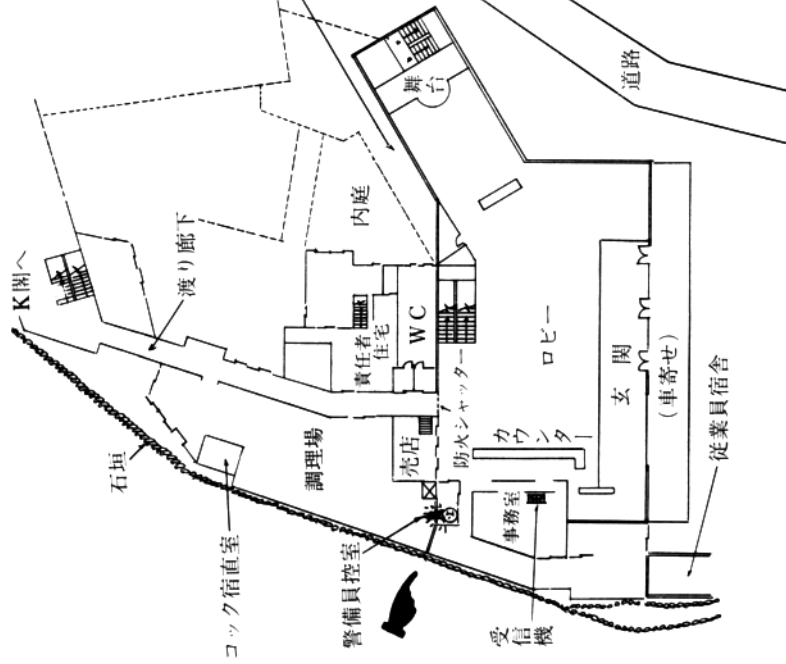 K閣へ
渡り廊下
石垣
コック宿直室
調理場
内庭
責任者
住宅
WC
売店
防火シャッター
警備員控室
舞台
道路
ロビー
カウンター
事務室
受信機
玄関
(車寄せ)
従業員宿舎